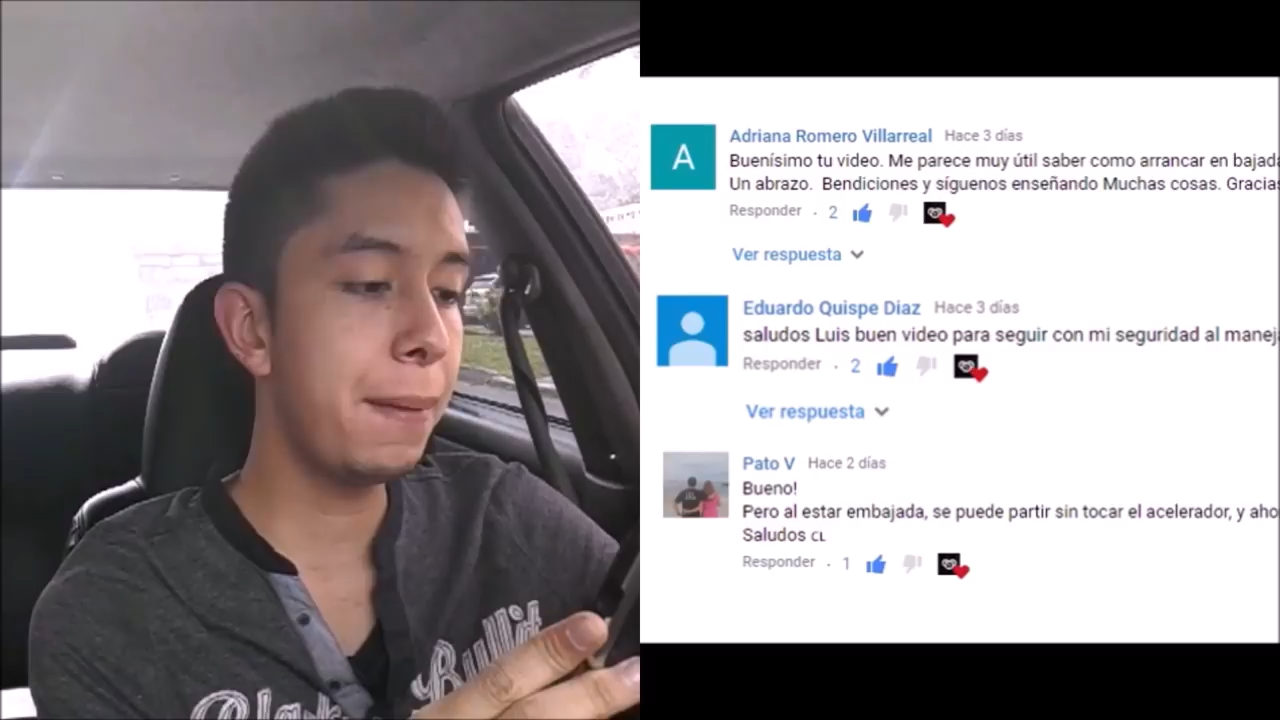 A
Adriana Romero Villarreal Hace 3 días
Buenísimo tu video. Me parece muy útil saber como arrancar en bajada
Un abrazo. Bendiciones y síguenos enseñando Muchas cosas. Gracias
Responder · 2
Ver respuesta
Eduardo Quispe Diaz Hace 3 días
saludos Luis buen video para seguir con mi seguridad al manej
Responder · 2
Ver respuesta
Pato V Hace 2 días
Bueno!
Pero al estar embajada, se puede partir sin tocar el acelerador, y aho
Saludos CL
Responder · 1
Bullit